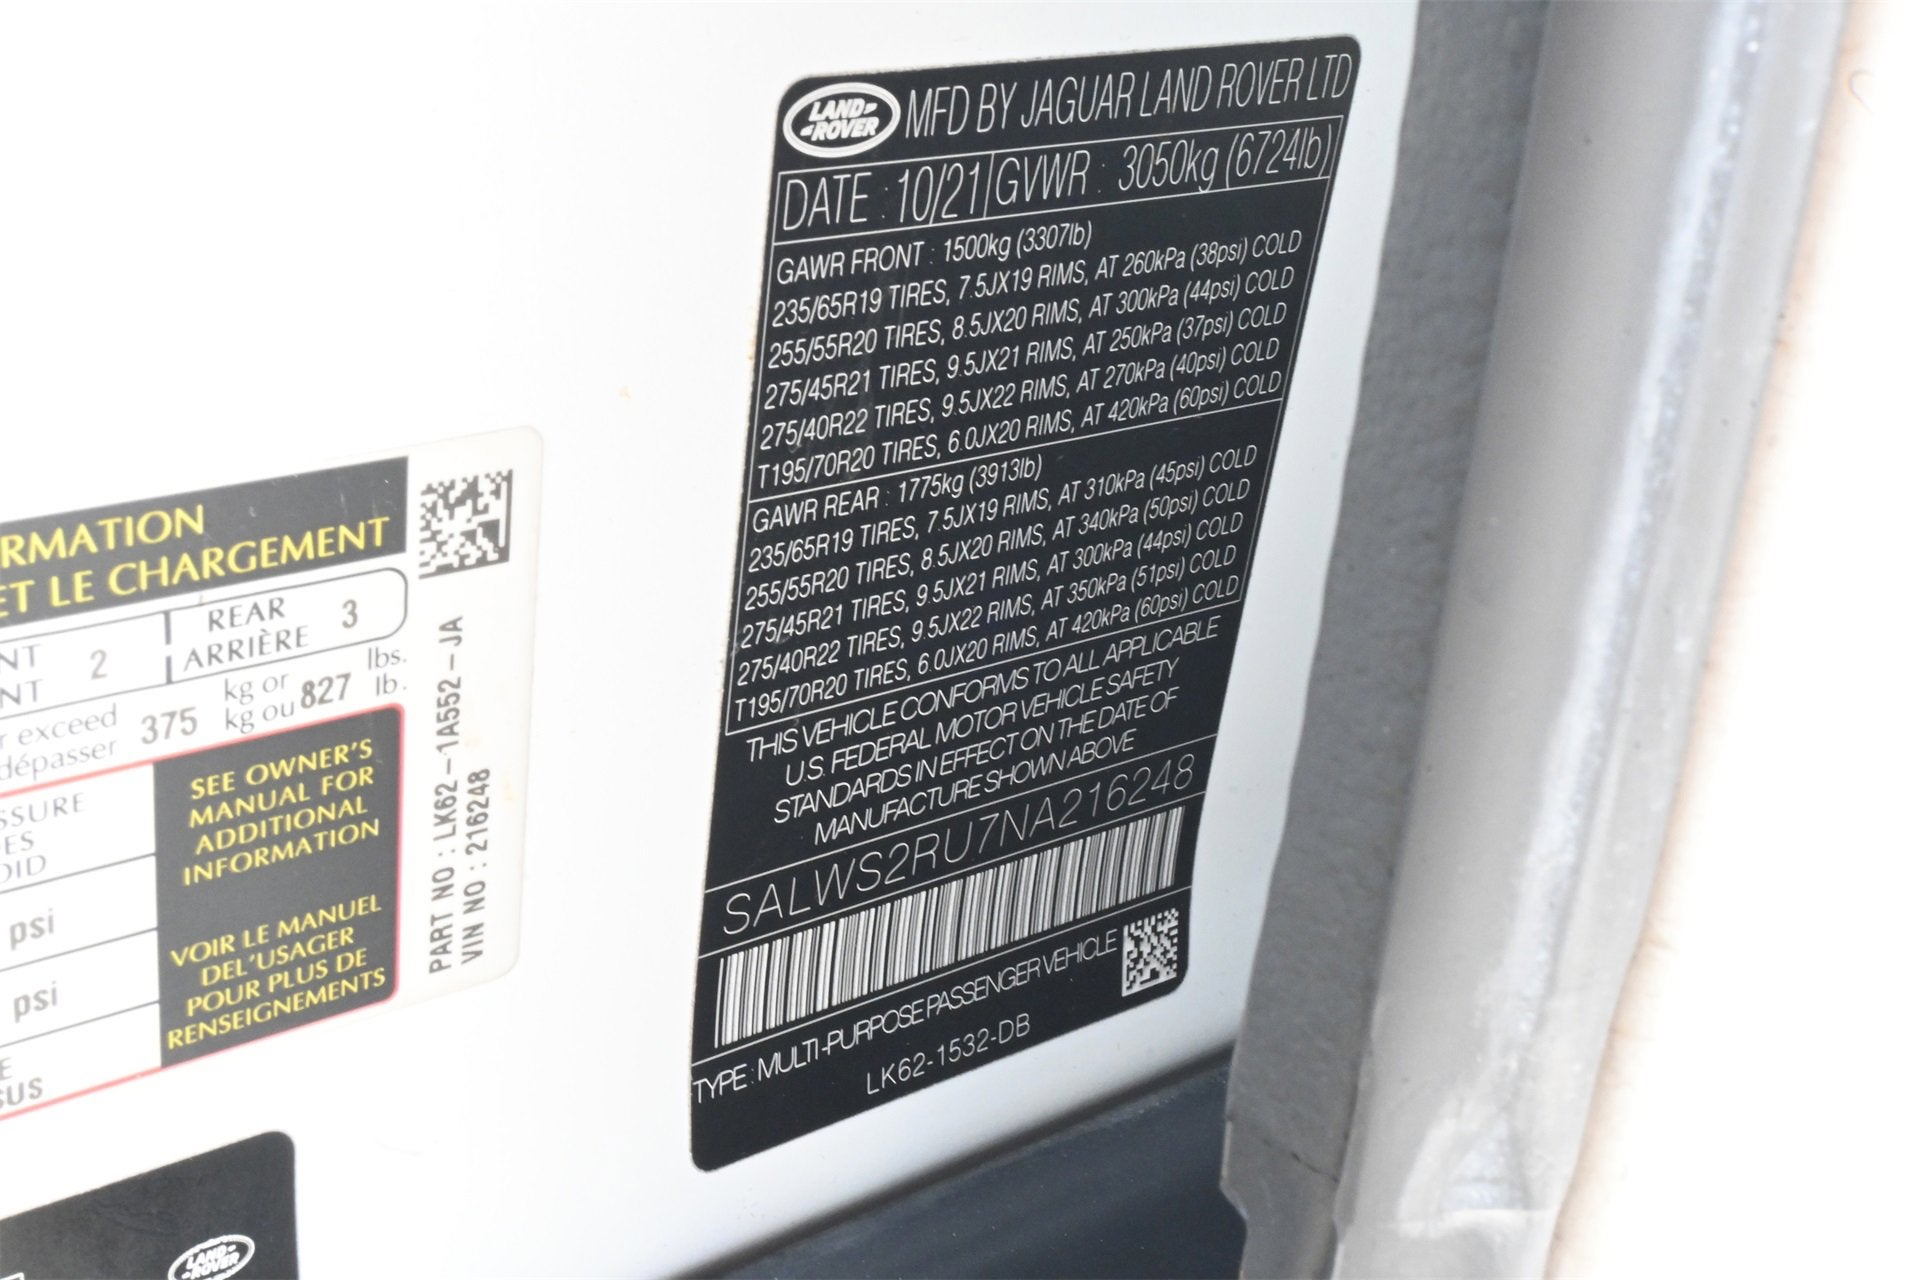 LAND ROVER
MFD BY JAGUAR LAND ROVER LTD
DATE : 10/21 GVWR : 3050kg (6724lb)
GAWR FRONT : 1500kg (3307lb)
235/65R19 TIRES, 7.5JX19 RIMS, AT 260kPa (38psi) COLD
255/55R20 TIRES, 8.5JX20 RIMS, AT 300kPa (44psi) COLD
275/45R21 TIRES, 9.5JX21 RIMS, AT 250kPa (37psi) COLD
275/40R22 TIRES, 9.5JX22 RIMS, AT 270kPa (40psi) COLD
T195/70R20 TIRES, 6.0JX20 RIMS, AT 420kPa (60psi) COLD
GAWR REAR : 1775kg (3913lb)
235/65R19 TIRES, 7.5JX19 RIMS, AT 310kPa (45psi) COLD
255/55R20 TIRES, 8.5JX20 RIMS, AT 340kPa (50psi) COLD
275/45R21 TIRES, 9.5JX21 RIMS, AT 300kPa (44psi) COLD
275/40R22 TIRES, 9.5JX22 RIMS, AT 350kPa (51psi) COLD
T195/70R20 TIRES, 6.0JX20 RIMS, AT 420kPa (60psi) COLD
THIS VEHICLE CONFORMS TO ALL APPLICABLE
U.S. FEDERAL MOTOR VEHICLE SAFETY
STANDARDS IN EFFECT ON THE DATE OF
MANUFACTURE SHOWN ABOVE
SALWS2RU7NA216248
TYPE : MULTI-PURPOSE PASSENGER VEHICLE
LK62-1532-DB
RMATION
ET LE CHARGEMENT
NT 2 REAR 3
NT ARRIÈRE
r exceed 375 kg or 827 lbs.
dépasser kg ou lb.
SSURE
ES
OID
psi
psi
E
SUS
SEE OWNER'S
MANUAL FOR
ADDITIONAL
INFORMATION
VOIR LE MANUEL
DEL'USAGER
POUR PLUS DE
RENSEIGNEMENTS
PART NO : LK62-1A552-JA
VIN NO : 216248
LAND ROVER